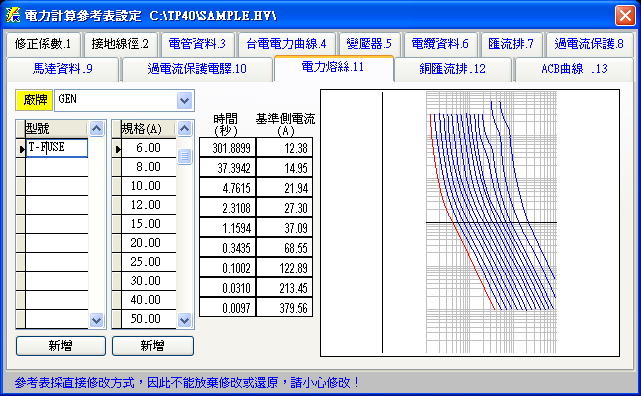 電力計算參考表設定  C:\TP40\SAMPLE.HV\
修正係數.1 接地線徑.2 電管資料.3 台電電力曲線.4 變壓器.5 電纜資料.6 匯流排.7 過電流保護.8
馬達資料.9 過電流保護電驛.10 電力熔絲.11 銅匯流排.12 ACB曲線 .13
廠牌 GEN
型號
T-FUSE
新增
規格(A)
6.00
8.00
10.00
12.00
15.00
20.00
25.00
30.00
40.00
50.00
新增
時間(秒) 基準側電流(A)
301.8899 12.38
37.3942 14.95
4.7615 21.94
2.3108 27.30
1.1594 37.09
0.3435 68.55
0.1002 122.89
0.0310 213.45
0.0097 379.56
參考表採直接修改方式，因此不能放棄修改或還原，請小心修改！